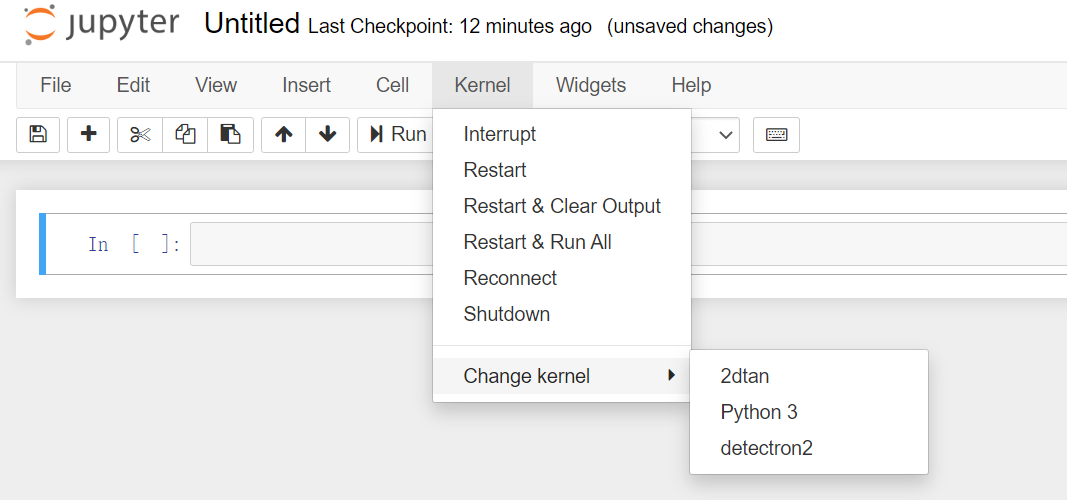 jupyter Untitled Last Checkpoint: 12 minutes ago (unsaved changes)
File Edit View Insert Cell Kernel Widgets Help
Run
Interrupt
Restart
Restart & Clear Output
Restart & Run All
Reconnect
Shutdown
Change kernel
2dtan
Python 3
detectron2
In [ ]: